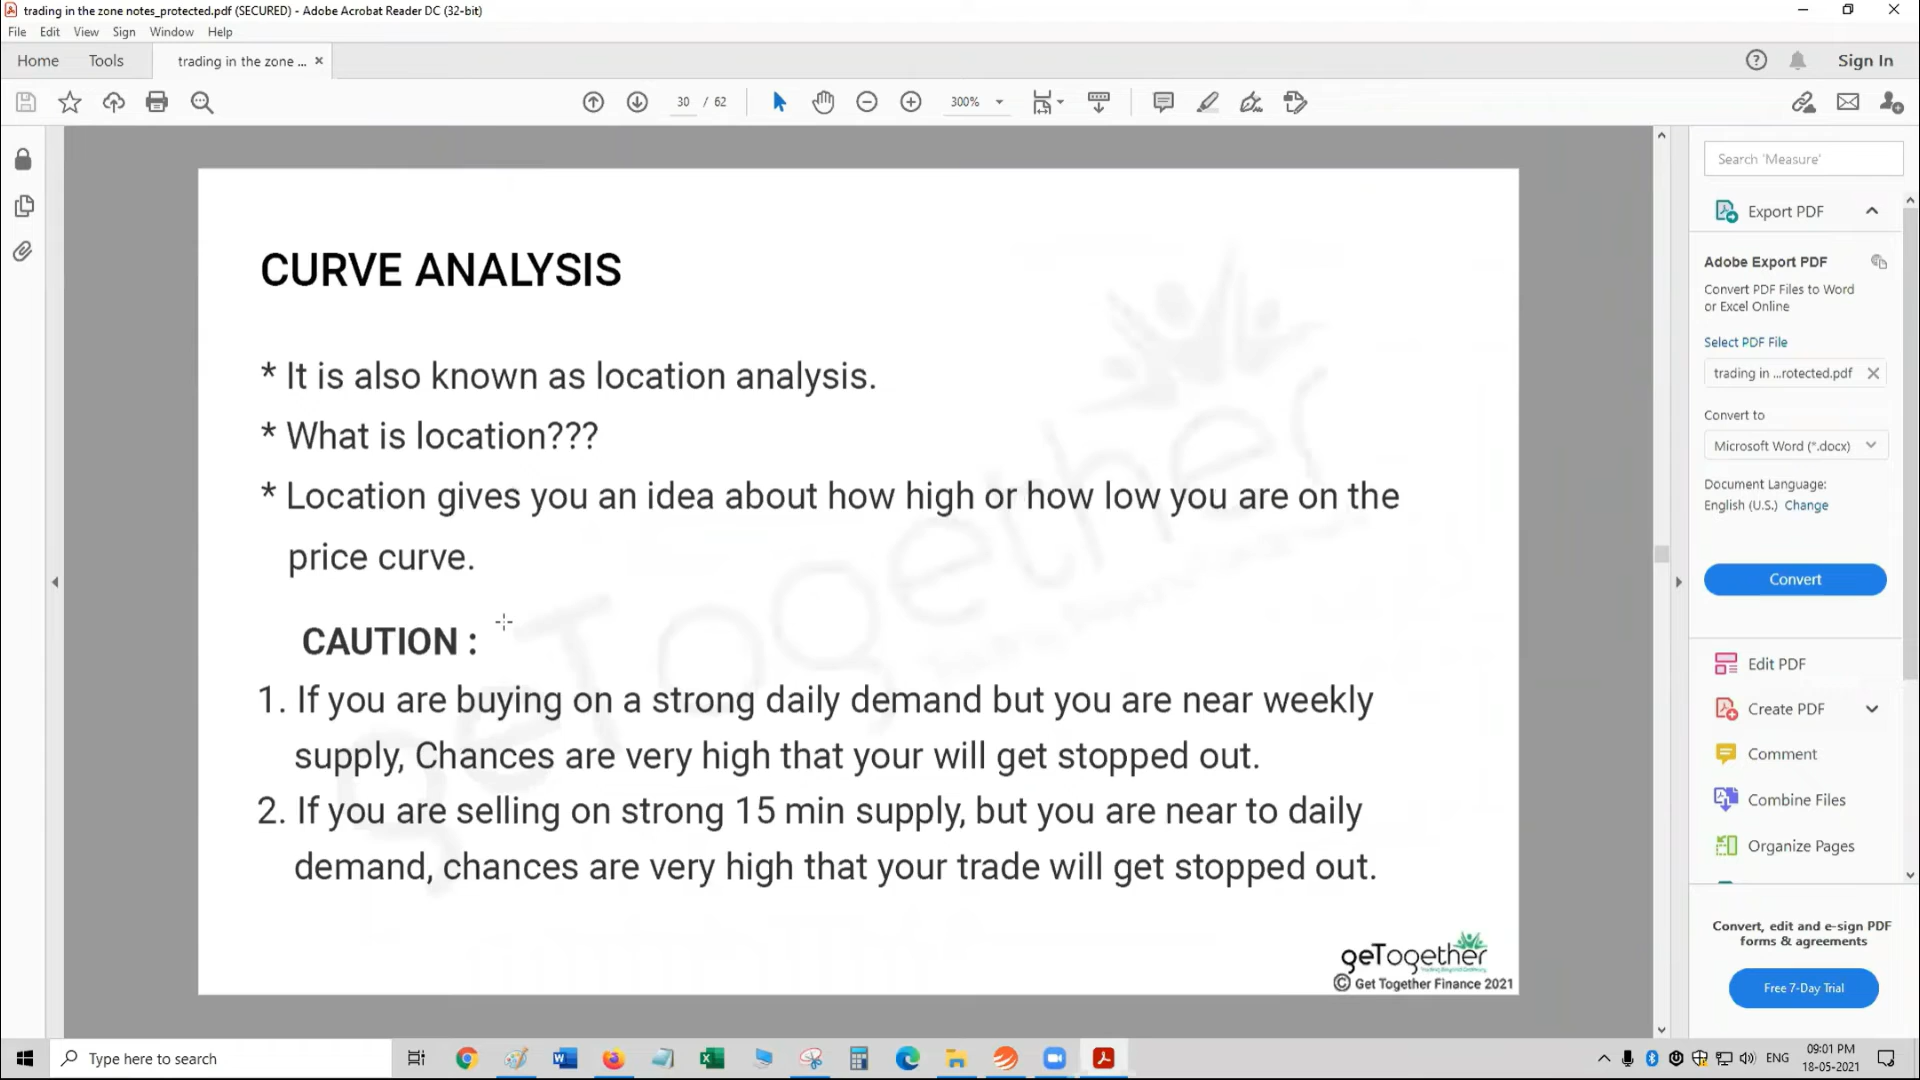 trading in the zone notes_protected.pdf (SECURED) - Adobe Acrobat Reader DC (32-bit)
File Edit View Sign Window Help
Home Tools trading in the zone ... ×
Sign In
30 / 62
300%
Search 'Measure'
CURVE ANALYSIS
* It is also known as location analysis.
* What is location???
* Location gives you an idea about how high or how low you are on the
price curve.
CAUTION :
1. If you are buying on a strong daily demand but you are near weekly
supply, Chances are very high that your will get stopped out.
2. If you are selling on strong 15 min supply, but you are near to daily
demand, chances are very high that your trade will get stopped out.
geTogether
© Get Together Finance 2021
geTogether
Export PDF
Adobe Export PDF
Convert PDF Files to Word
or Excel Online
Select PDF File
trading in ...rotected.pdf
Convert to
Microsoft Word (*.docx)
Document Language:
English (U.S.) Change
Convert
Edit PDF
Create PDF
Comment
Combine Files
Organize Pages
Convert, edit and e-sign PDF
forms & agreements
Free 7-Day Trial
Type here to search
ENG
09:01 PM
18-05-2021